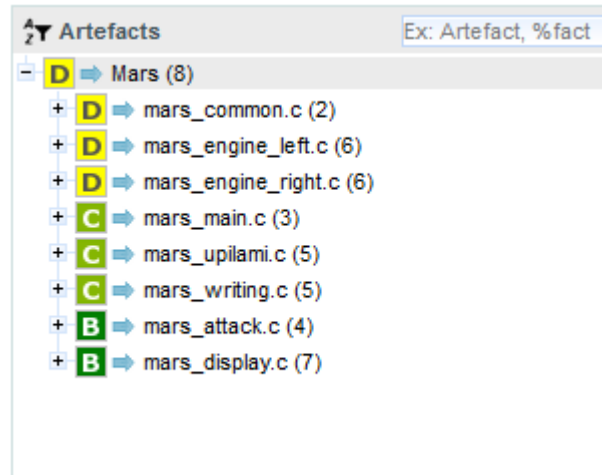 AZ Artefacts Ex: Artefact, %fact
D Mars (8)
D mars_common.c (2)
D mars_engine_left.c (6)
D mars_engine_right.c (6)
C mars_main.c (3)
C mars_upilami.c (5)
C mars_writing.c (5)
B mars_attack.c (4)
B mars_display.c (7)